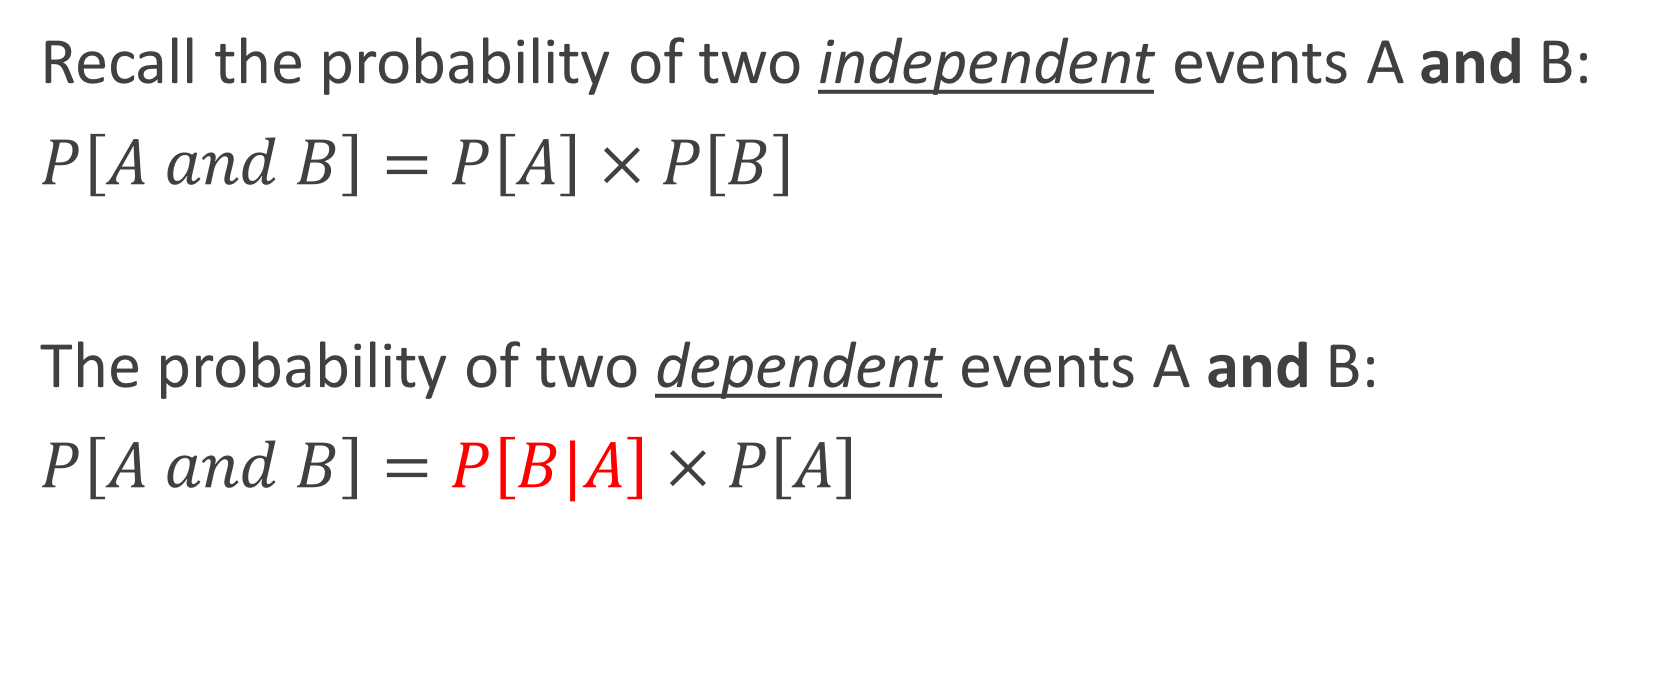 Recall the probability of two independent events A and B:
P[A and B] = P[A] × P[B]
The probability of two dependent events A and B:
P[A and B] = P[B|A] × P[A]